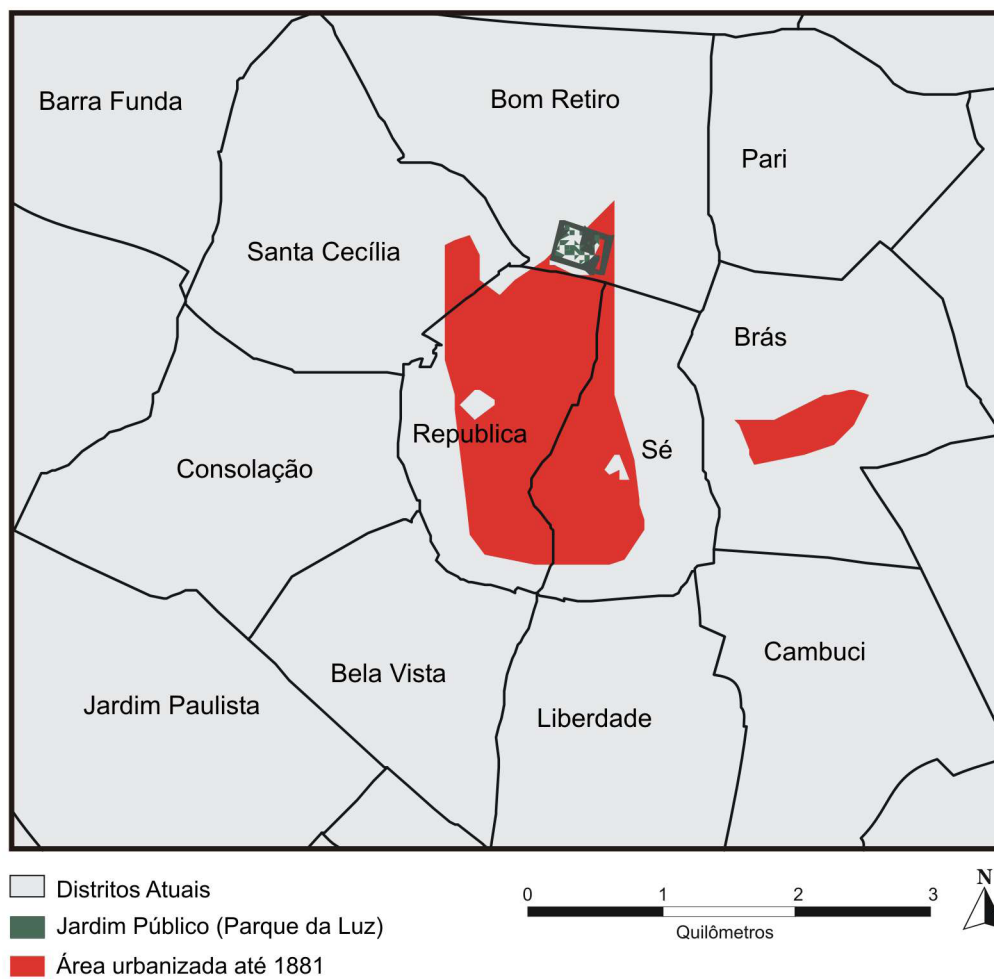 Barra Funda
Bom Retiro
Pari
Santa Cecília
Brás
Republica
Sé
Consolação
Cambuci
Bela Vista
Jardim Paulista
Liberdade
Distritos Atuais
Jardim Público (Parque da Luz)
Área urbanizada até 1881
0 1 2 3
Quilômetros
N